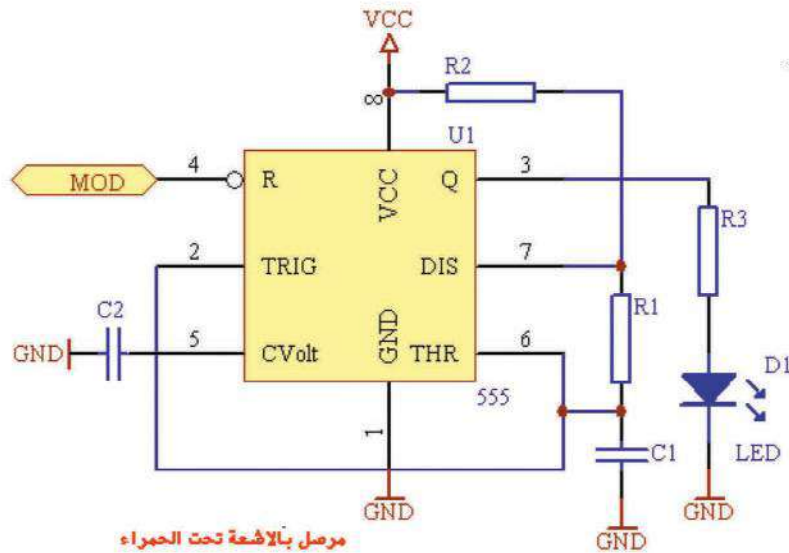 VCC
R2
8
U1
MOD
4
R
VCC
Q
3
R3
2
TRIG
DIS
7
C2
R1
GND
5
CVolt
GND
THR
6
D1
555
1
C1
LED
GND
GND
GND
مرصل بالاشعة تحت الحمراء